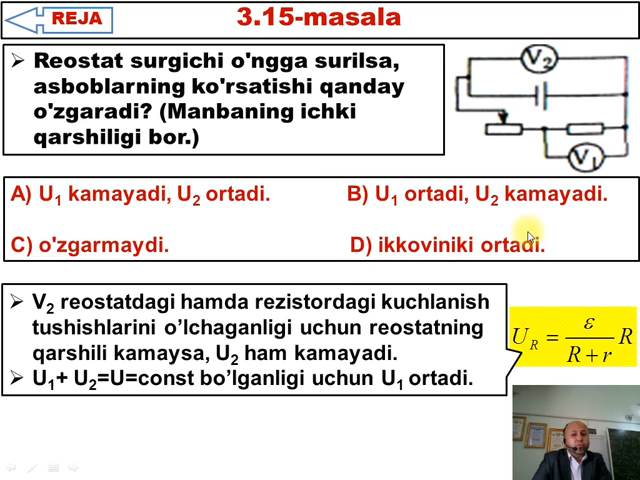 REJA
3.15-masala
➢ Reostat surgichi o'ngga surilsa,
asboblarning ko'rsatishi qanday
o'zgaradi? (Manbaning ichki
qarshiligi bor.)
V₂
V₁
A) U₁ kamayadi, U₂ ortadi. B) U₁ ortadi, U₂ kamayadi.
C) o'zgarmaydi. D) ikkoviniki ortadi.
➢ V₂ reostatdagi hamda rezistordagi kuchlanish
tushishlarini o’lchaganligi uchun reostatning
qarshili kamaysa, U₂ ham kamayadi.
➢ U₁+ U₂=U=const bo’lganligi uchun U₁ ortadi.
U_R = ε / (R + r) R